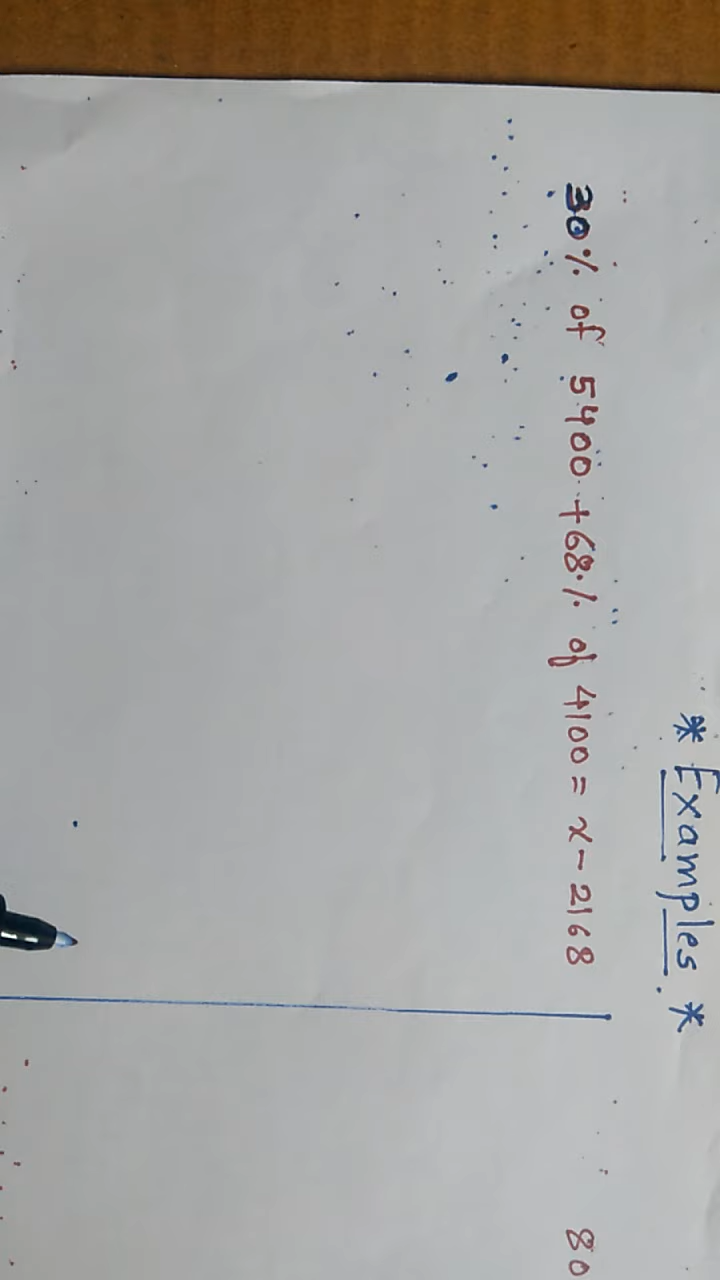 * Examples. *
30% of 5400 + 68% of 4100 = x - 2168
80